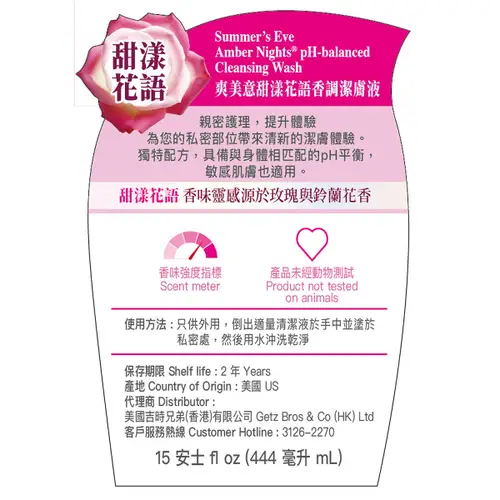 甜漾
花語
Summer's Eve
Amber Nights® pH-balanced
Cleansing Wash
爽美意甜漾花語香調潔膚液
親密護理，提升體驗
為您的私密部位帶來清新的潔膚體驗。
獨特配方，具備與身體相匹配的pH平衡，
敏感肌膚也適用。
甜漾花語 香味靈感源於玫瑰與鈴蘭花香
香味強度指標
Scent meter
產品未經動物測試
Product not tested
on animals
使用方法：只供外用，倒出適量清潔液於手中並塗於
私密處，然後用水沖洗乾淨
保存期限 Shelf life : 2 年 Years
產地 Country of Origin : 美國 US
代理商 Distributor :
美國吉時兄弟(香港)有限公司 Getz Bros & Co (HK) Ltd
客戶服務熱線 Customer Hotline : 3126-2270
15 安士 fl oz (444 毫升 mL)